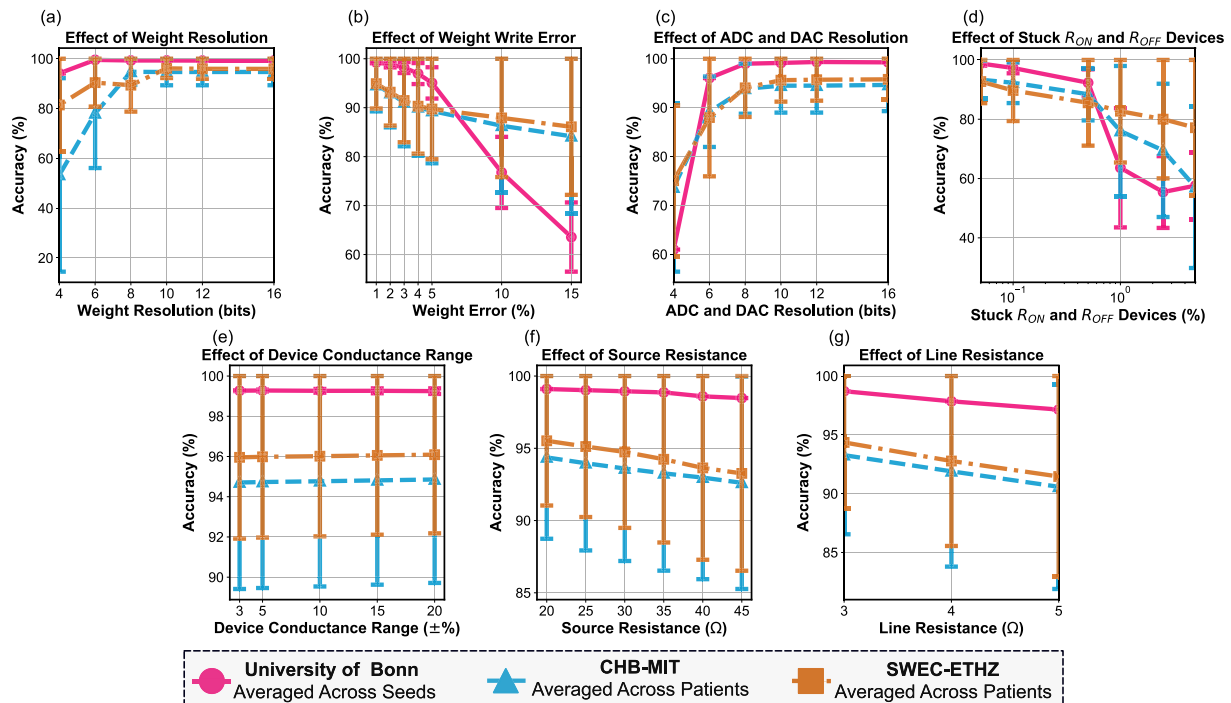 (a)
Effect of Weight Resolution
Accuracy (%)
100
80
60
40
20
4
6
8
10
12
16
Weight Resolution (bits)
(b)
Effect of Weight Write Error
Accuracy (%)
100
90
80
70
60
1
2
3
4
5
10
15
Weight Error (%)
(c)
Effect of ADC and DAC Resolution
Accuracy (%)
100
90
80
70
60
4
6
8
10
12
16
ADC and DAC Resolution (bits)
(d)
Effect of Stuck R_ON and R_OFF Devices
Accuracy (%)
100
80
60
40
10⁻¹
10⁰
Stuck R_ON and R_OFF Devices (%)
(e)
Effect of Device Conductance Range
Accuracy (%)
100
98
96
94
92
90
3
5
10
15
20
Device Conductance Range (±%)
(f)
Effect of Source Resistance
Accuracy (%)
100
95
90
85
20
25
30
35
40
45
Source Resistance (Ω)
(g)
Effect of Line Resistance
Accuracy (%)
100
95
90
85
3
4
5
Line Resistance (Ω)
University of Bonn
Averaged Across Seeds
CHB-MIT
Averaged Across Patients
SWEC-ETHZ
Averaged Across Patients